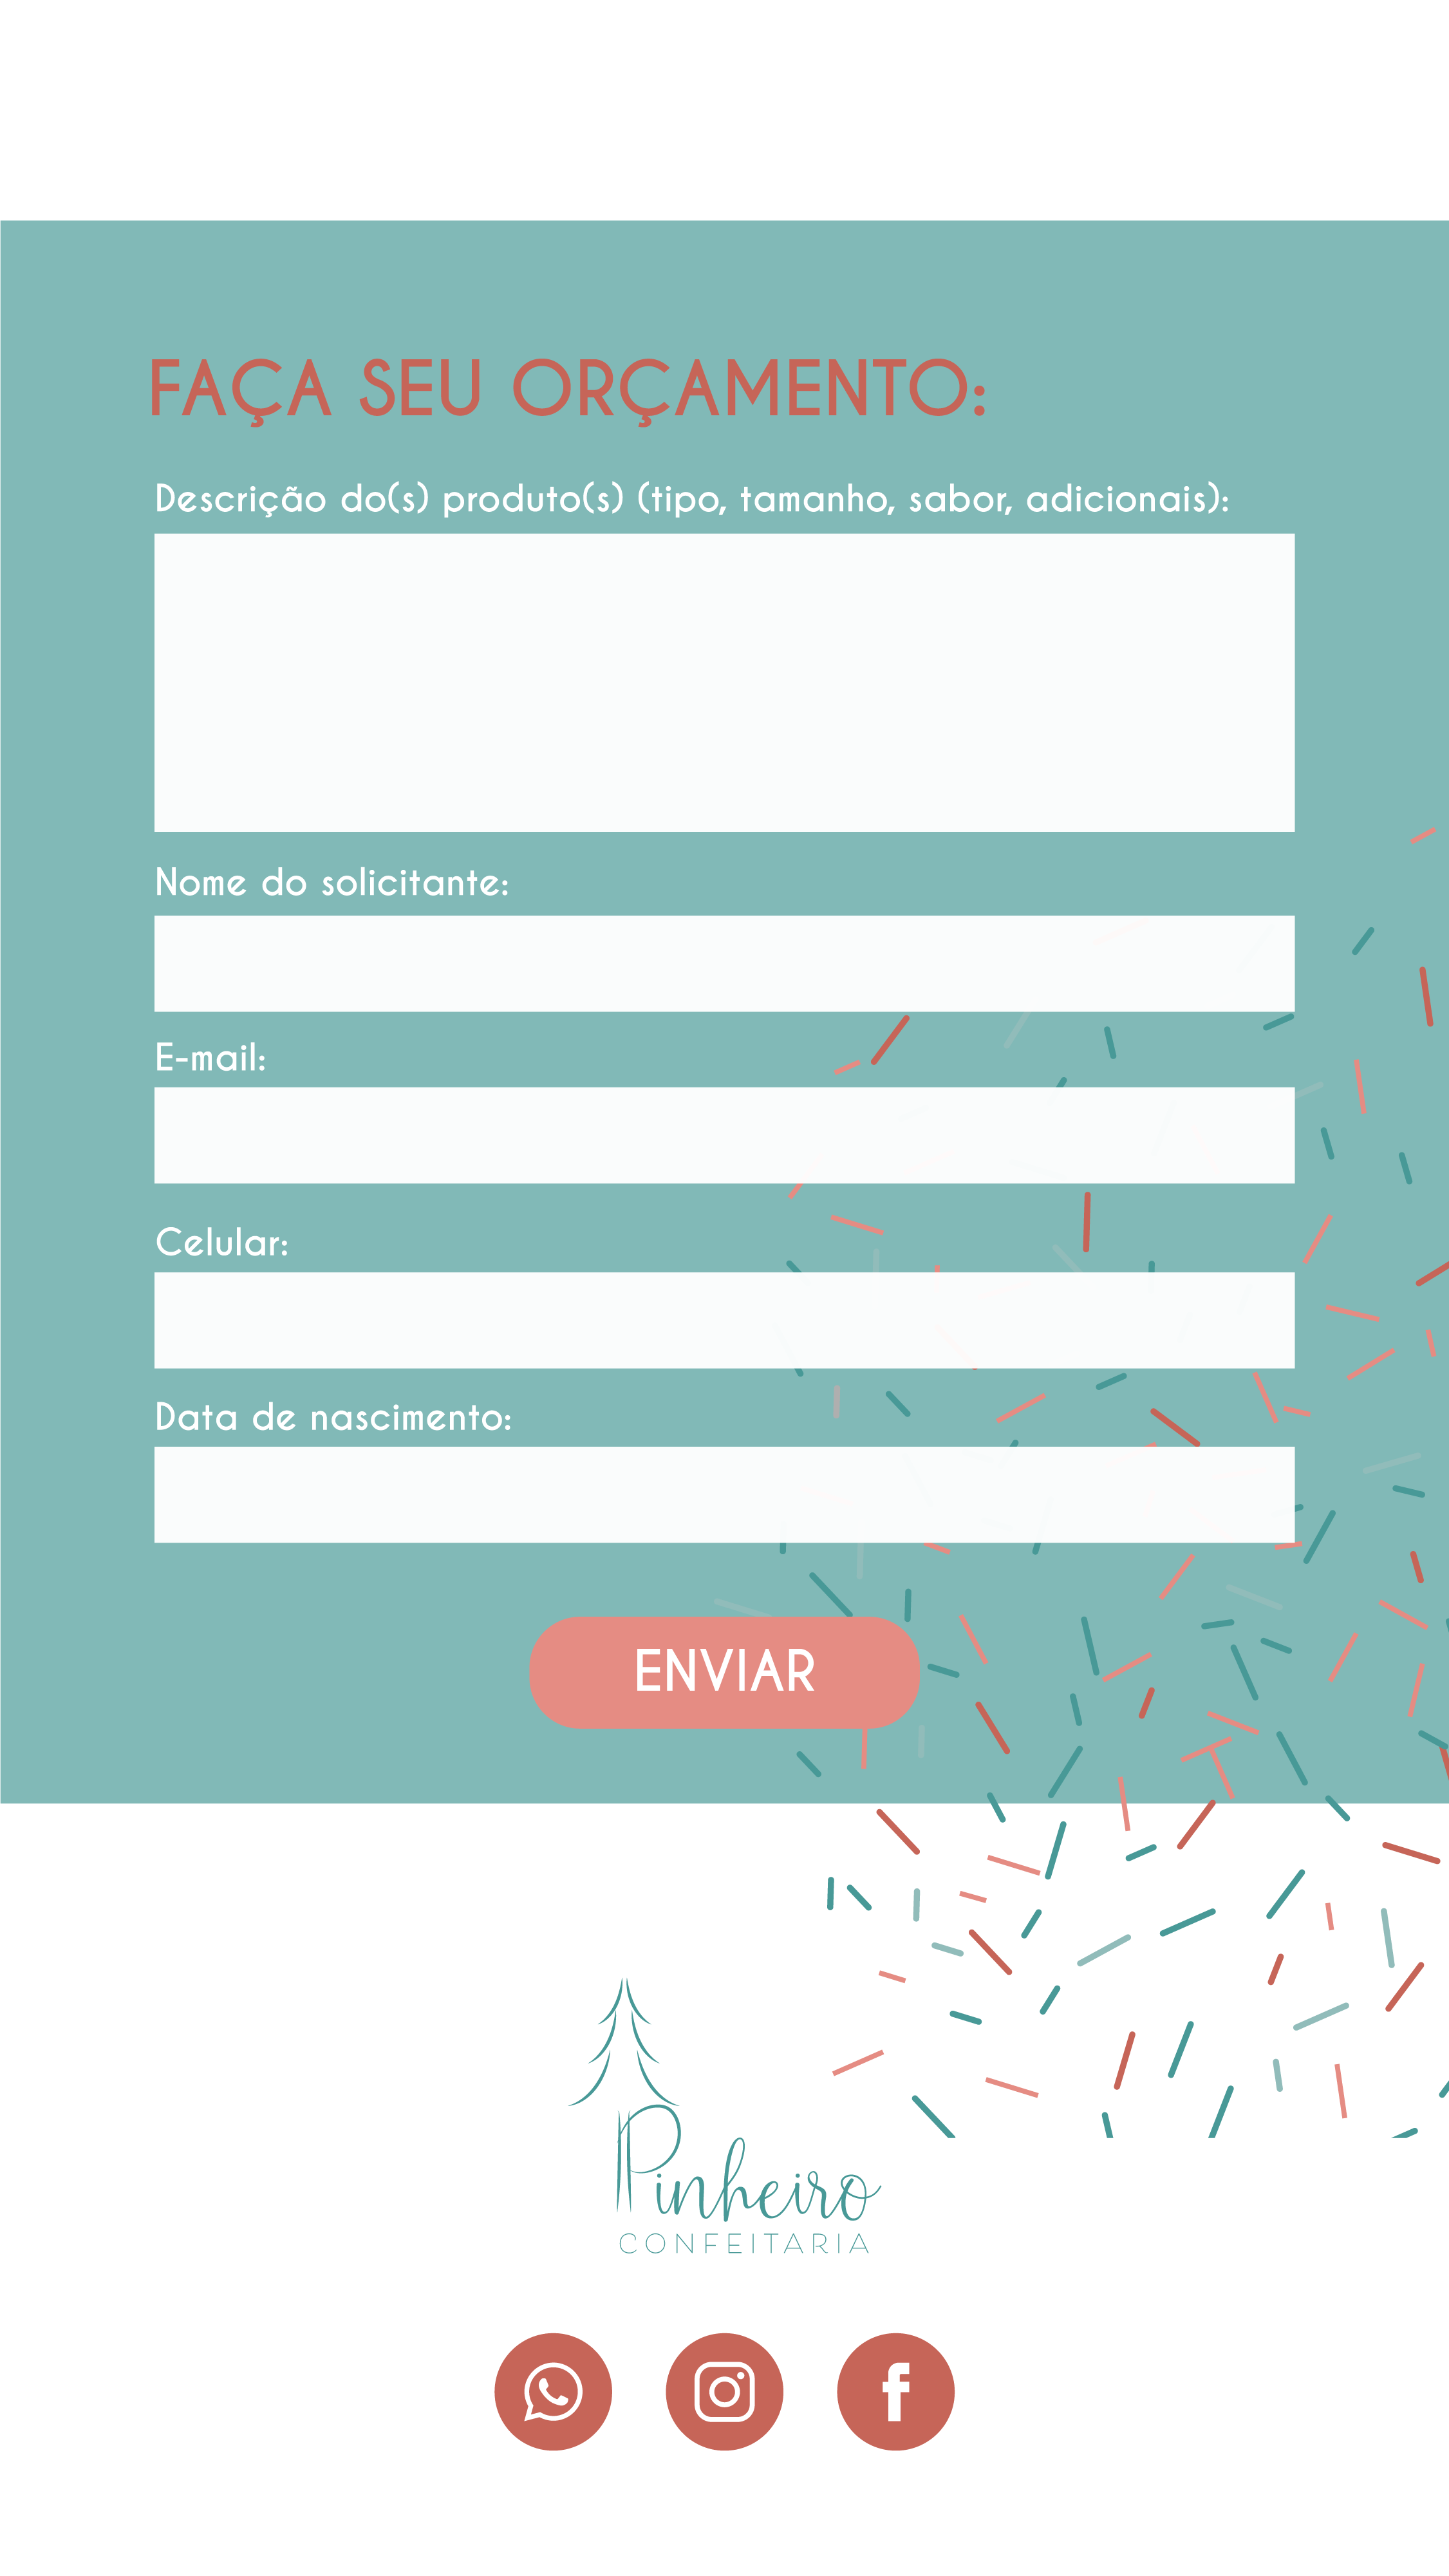 FAÇA SEU ORÇAMENTO:
Descrição do(s) produto(s) (tipo, tamanho, sabor, adicionais):
Nome do solicitante:
E-mail:
Celular:
Data de nascimento:
ENVIAR
Pinheiro
CONFEITARIA